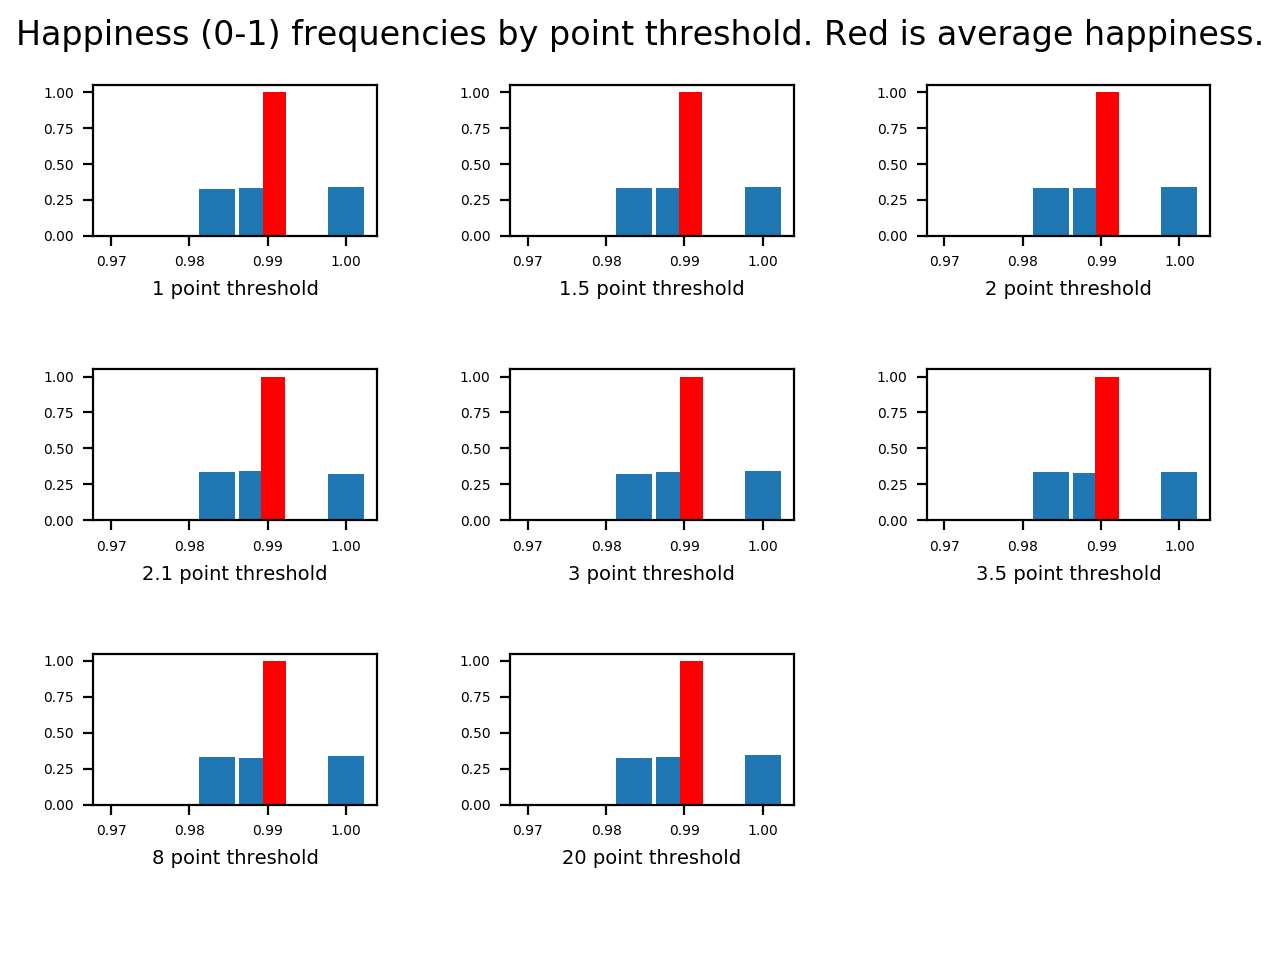 Happiness (0-1) frequencies by point threshold. Red is average happiness.
1.00 0.75 0.50 0.25 0.00
0.97 0.98 0.99 1.00
1 point threshold
1.00 0.75 0.50 0.25 0.00
0.97 0.98 0.99 1.00
1.5 point threshold
1.00 0.75 0.50 0.25 0.00
0.97 0.98 0.99 1.00
2 point threshold
1.00 0.75 0.50 0.25 0.00
0.97 0.98 0.99 1.00
2.1 point threshold
1.00 0.75 0.50 0.25 0.00
0.97 0.98 0.99 1.00
3 point threshold
1.00 0.75 0.50 0.25 0.00
0.97 0.98 0.99 1.00
3.5 point threshold
1.00 0.75 0.50 0.25 0.00
0.97 0.98 0.99 1.00
8 point threshold
1.00 0.75 0.50 0.25 0.00
0.97 0.98 0.99 1.00
20 point threshold